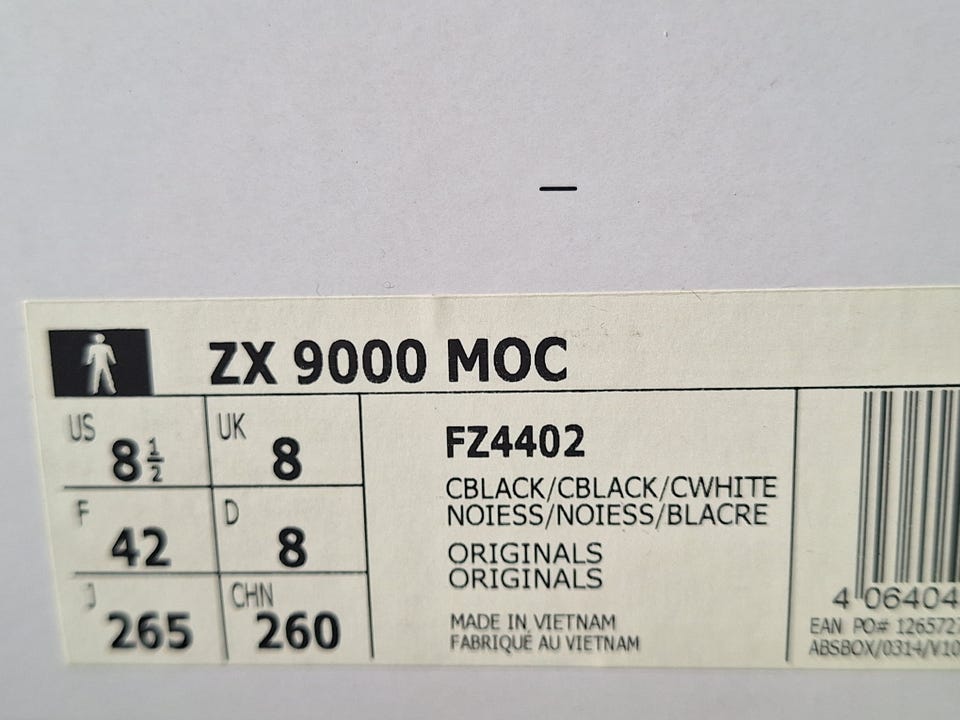 ZX 9000 MOC
US 8½ UK 8
F 42 D 8
J 265 CHN 260
FZ4402
CBLACK/CBLACK/CWHITE
NOIESS/NOIESS/BLACRE
ORIGINALS
ORIGINALS
MADE IN VIETNAM
FABRIQUÉ AU VIETNAM
4 06404
EAN PO# 1265727
ABSBOX/0314/V10